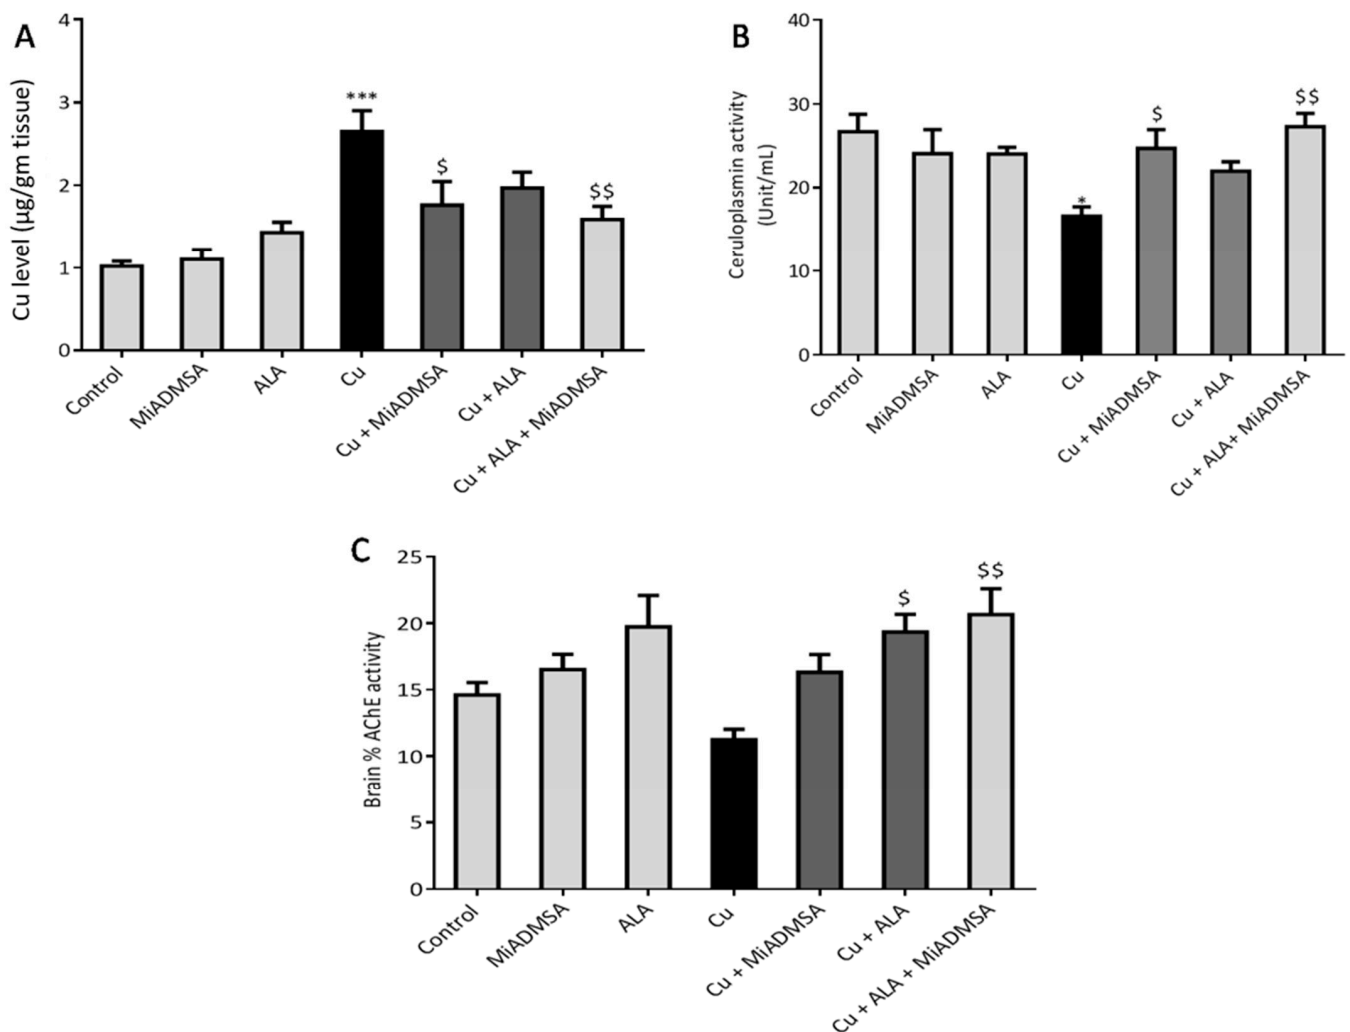 A
Cu level (µg/gm tissue)
4
3
2
1
0
***
$
$$
Control
MiADMSA
ALA
Cu
Cu + MiADMSA
Cu + ALA
Cu + ALA + MiADMSA
B
Ceruloplasmin activity
(Unit/mL)
40
30
20
10
0
*
$
$$
Control
MiADMSA
ALA
Cu
Cu + MiADMSA
Cu + ALA
Cu + ALA+ MiADMSA
C
Brain % AChE activity
25
20
15
10
5
0
$
$$
Control
MiADMSA
ALA
Cu
Cu + MiADMSA
Cu + ALA
Cu + ALA + MiADMSA